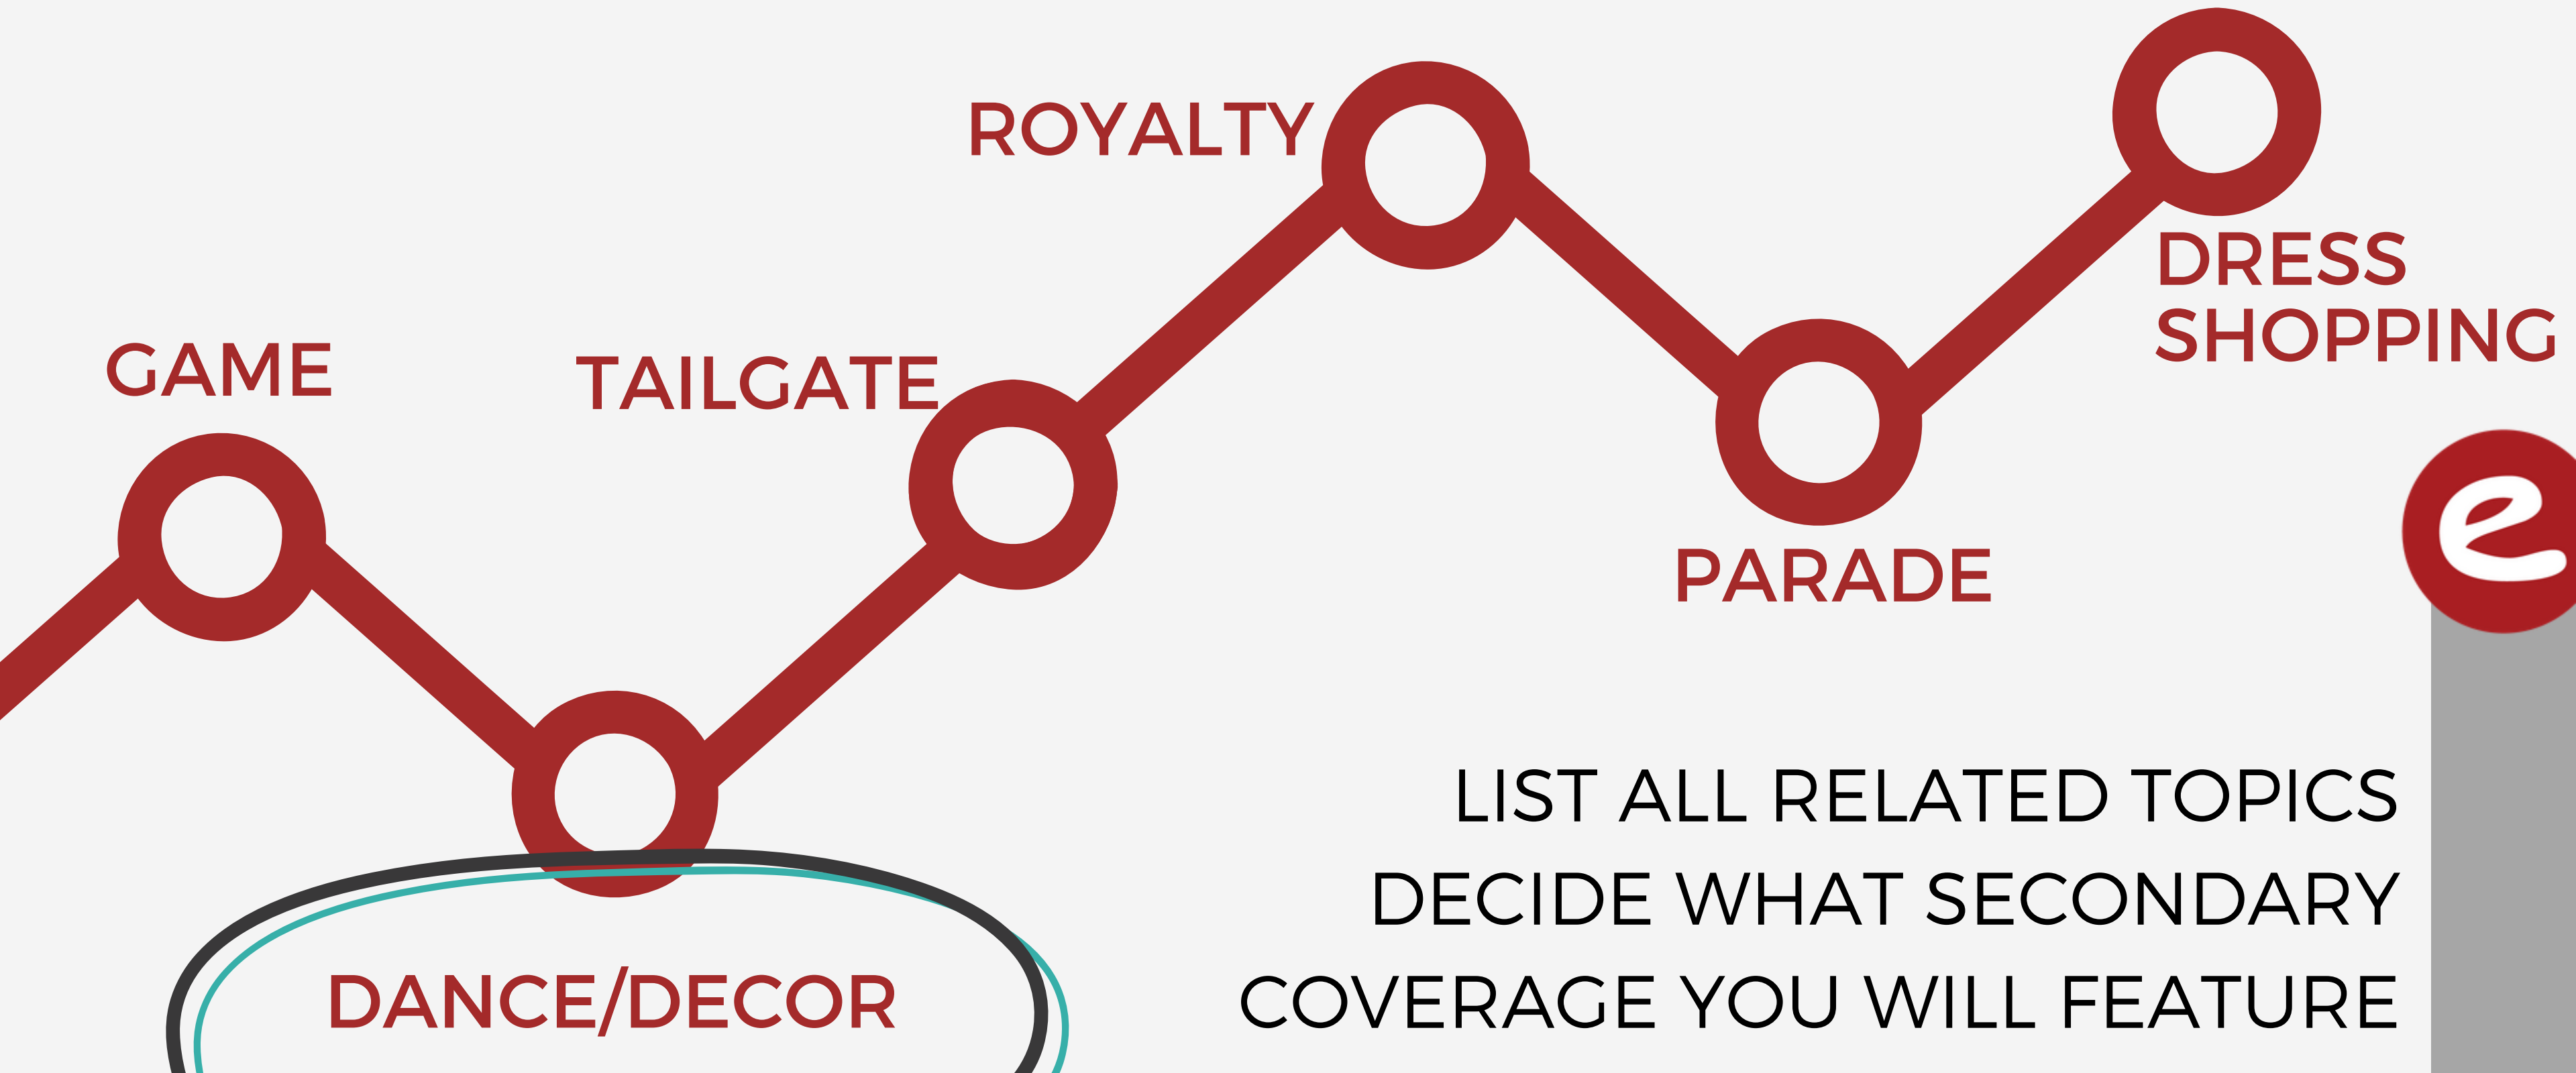 ROYALTY
DRESS
SHOPPING
GAME
TAILGATE
PARADE
e
LIST ALL RELATED TOPICS
DECIDE WHAT SECONDARY
COVERAGE YOU WILL FEATURE
DANCE/DECOR